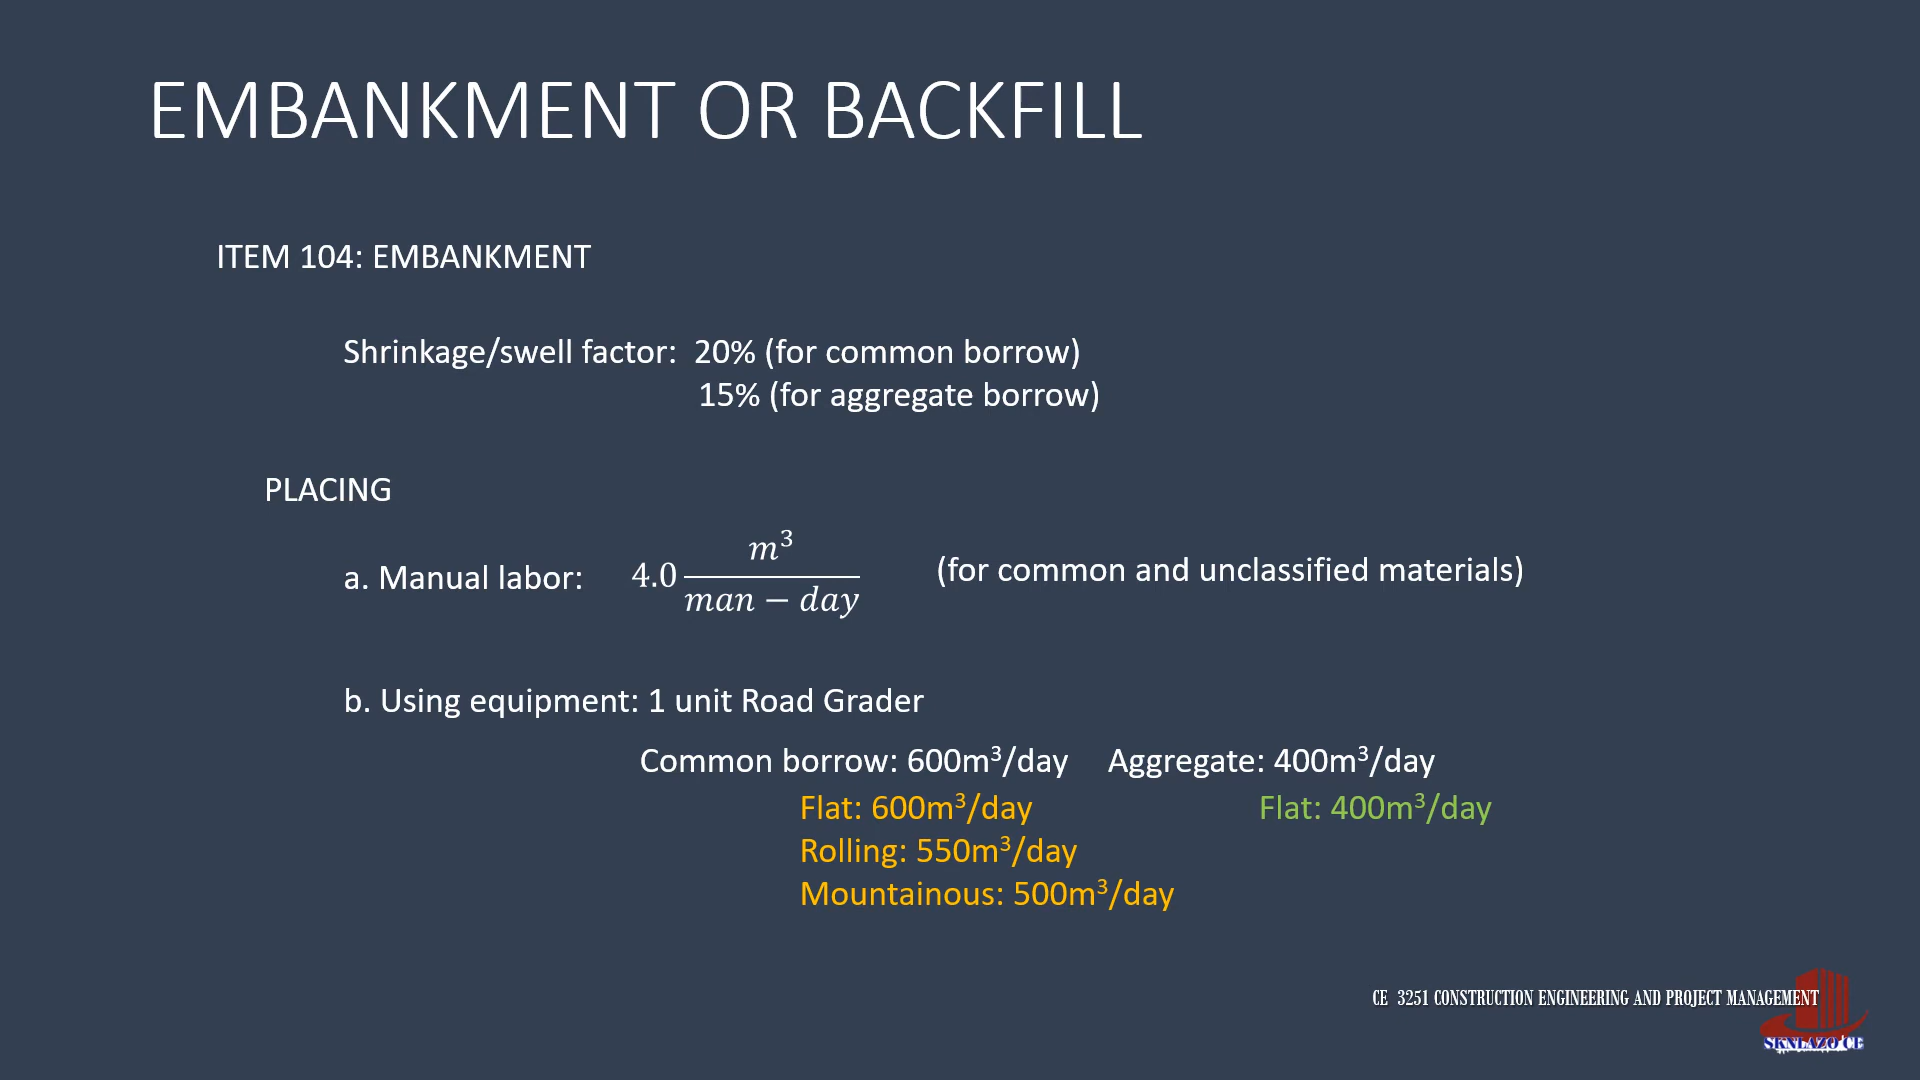 EMBANKMENT OR BACKFILL
ITEM 104: EMBANKMENT
Shrinkage/swell factor: 20% (for common borrow)
15% (for aggregate borrow)
PLACING
a. Manual labor: 4.0 m³/man − day (for common and unclassified materials)
b. Using equipment: 1 unit Road Grader
Common borrow: 600m³/day Aggregate: 400m³/day
Flat: 600m³/day Flat: 400m³/day
Rolling: 550m³/day
Mountainous: 500m³/day
CE 3251 CONSTRUCTION ENGINEERING AND PROJECT MANAGEMENT
SKNLAZO CE